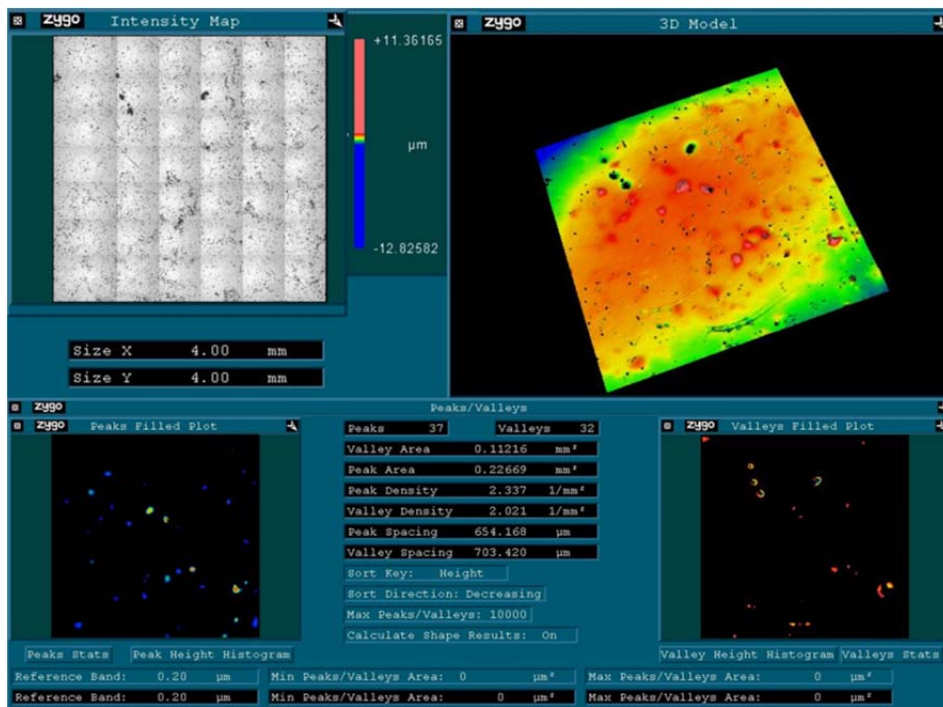 zygo Intensity Map
+11.36165
µm
-12.82582
zygo 3D Model
Size X 4.00 mm
Size Y 4.00 mm
zygo Peaks/Valleys
zygo Peaks Filled Plot
Peaks 37 Valleys 32
Valley Area 0.11216 mm²
Peak Area 0.22669 mm²
Peak Density 2.337 1/mm²
Valley Density 2.021 1/mm²
Peak Spacing 654.168 µm
Valley Spacing 703.420 µm
Sort Key: Height
Sort Direction: Decreasing
Max Peaks/Valleys: 10000
Calculate Shape Results: On
zygo Valleys Filled Plot
Peaks Stats Peak Height Histogram
Valley Height Histogram Valleys Stats
Reference Band: 0.20 µm Min Peaks/Valleys Area: 0 µm² Max Peaks/Valleys Area: 0 µm²
Reference Band: 0.20 µm Min Peaks/Valleys Area: 0 µm² Max Peaks/Valleys Area: 0 µm²